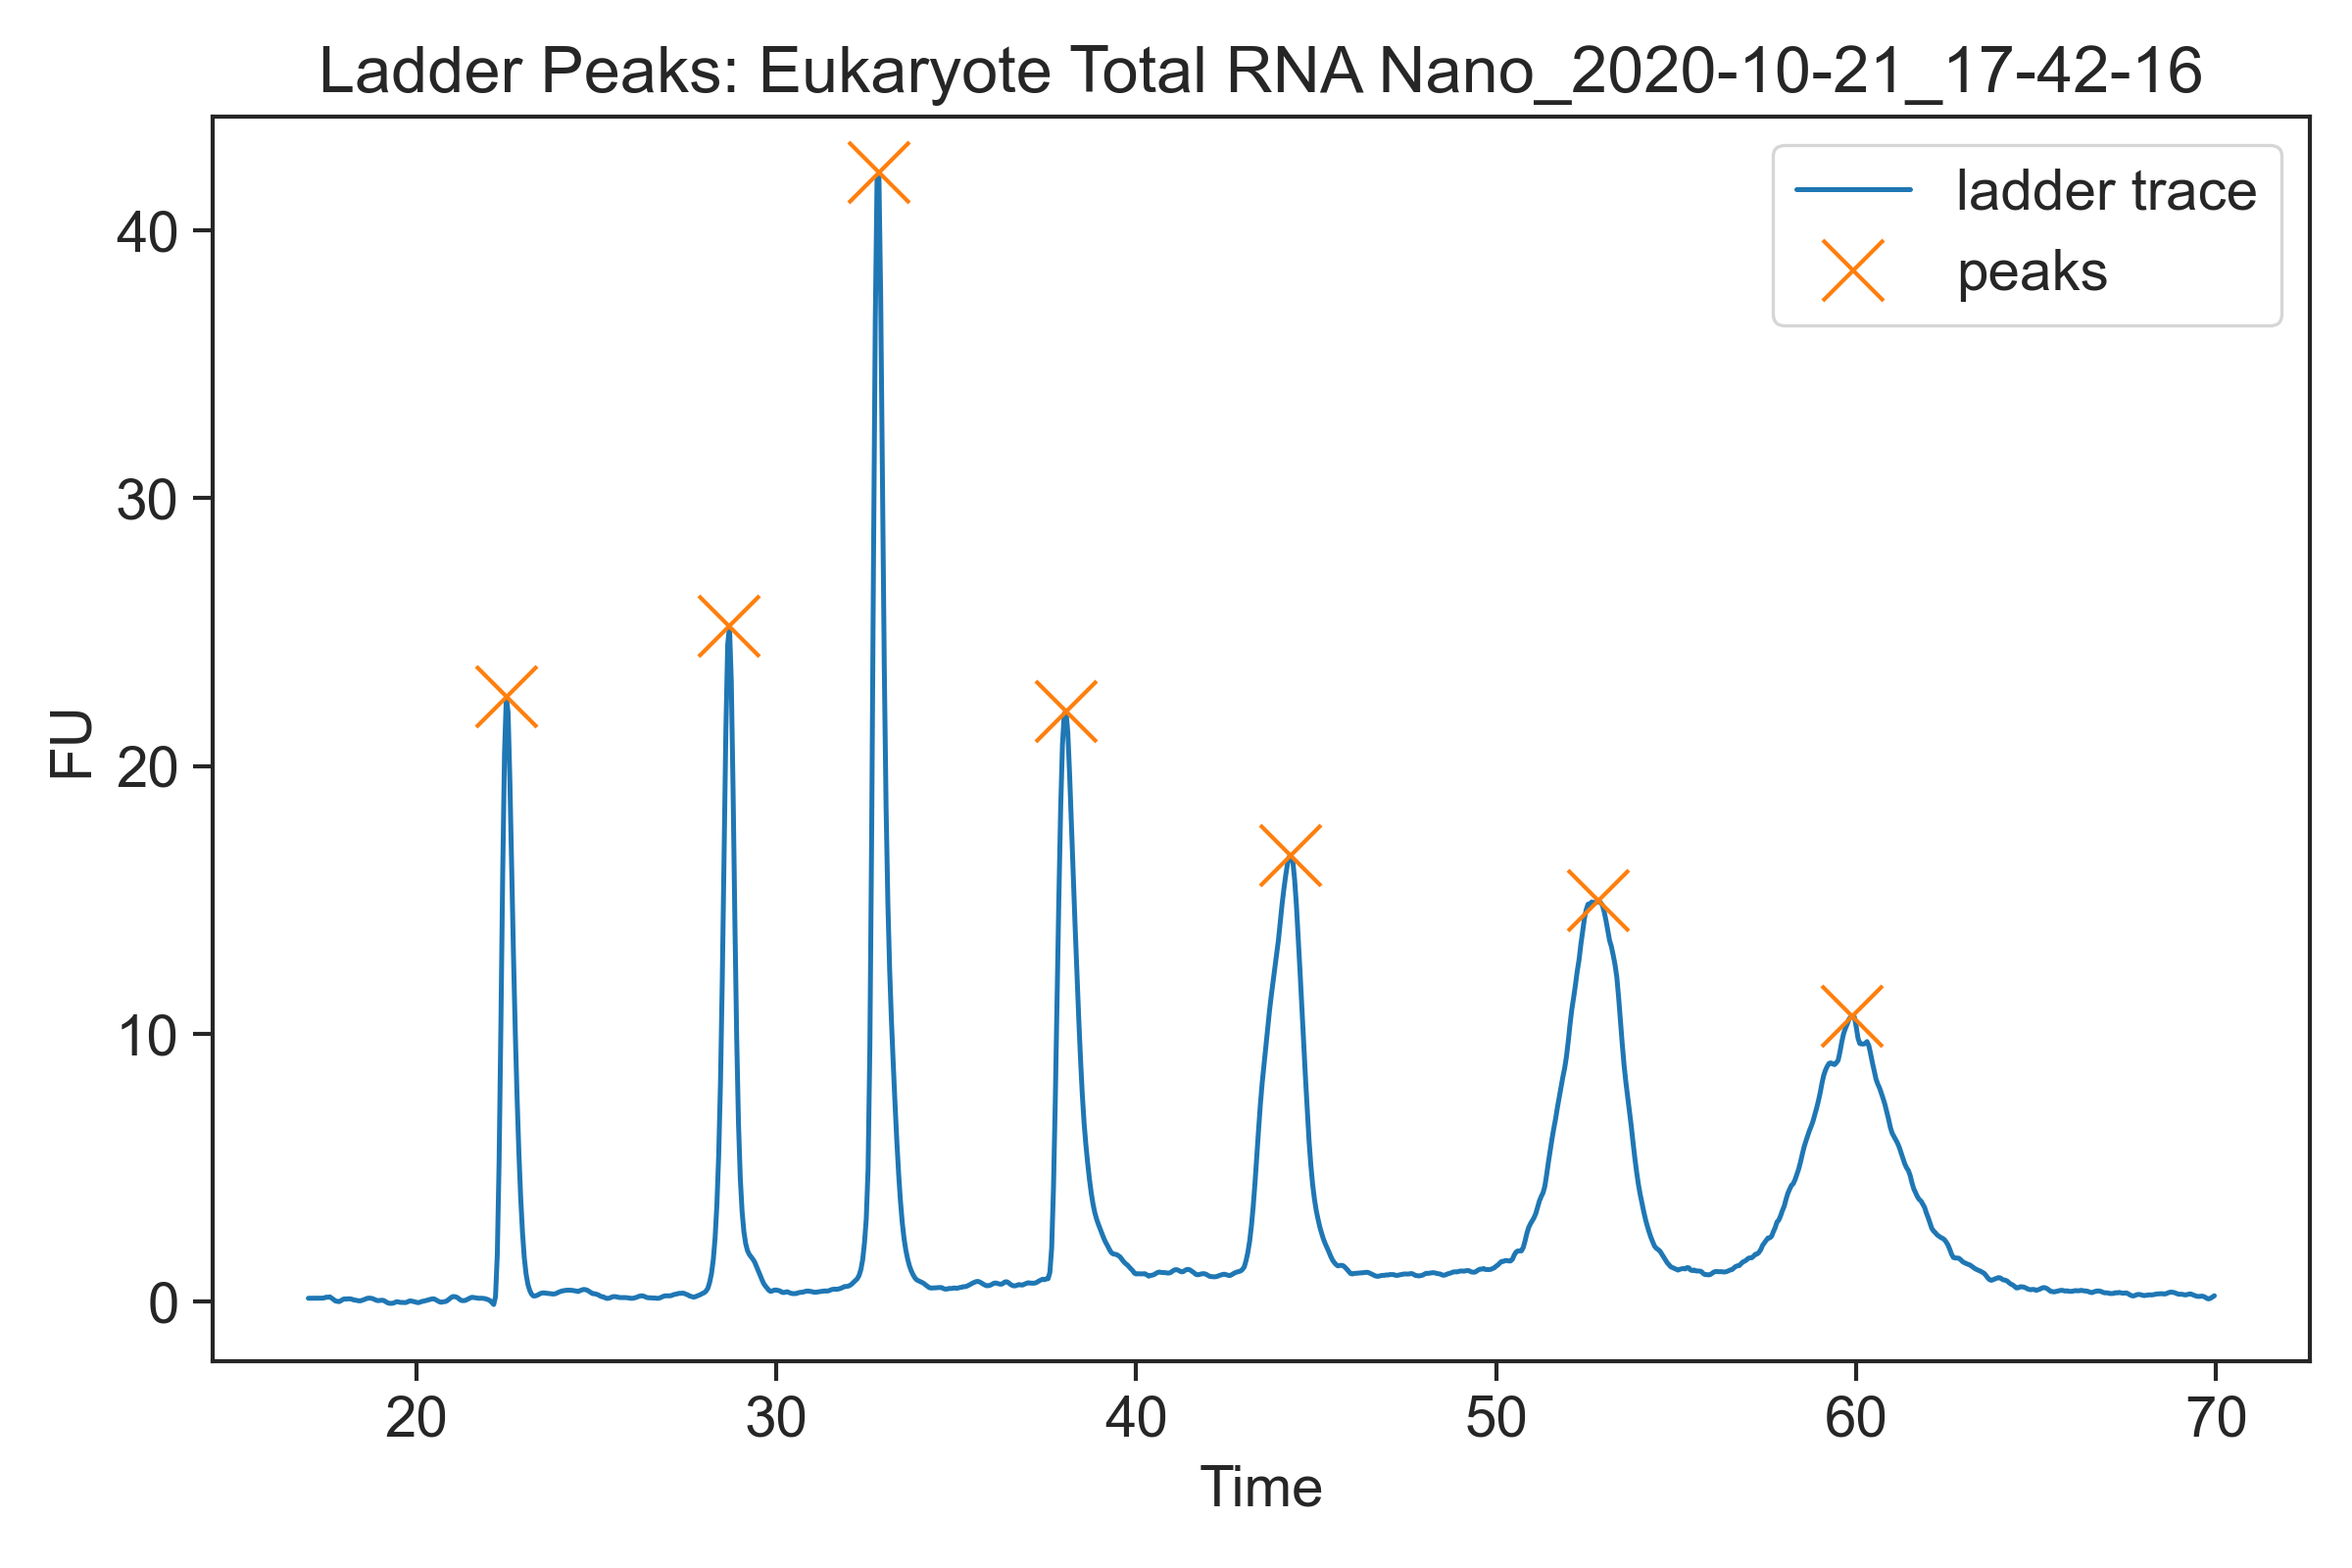 Ladder Peaks: Eukaryote Total RNA Nano_2020-10-21_17-42-16
ladder trace
peaks
FU
40
30
20
10
0
20 30 40 50 60 70
Time